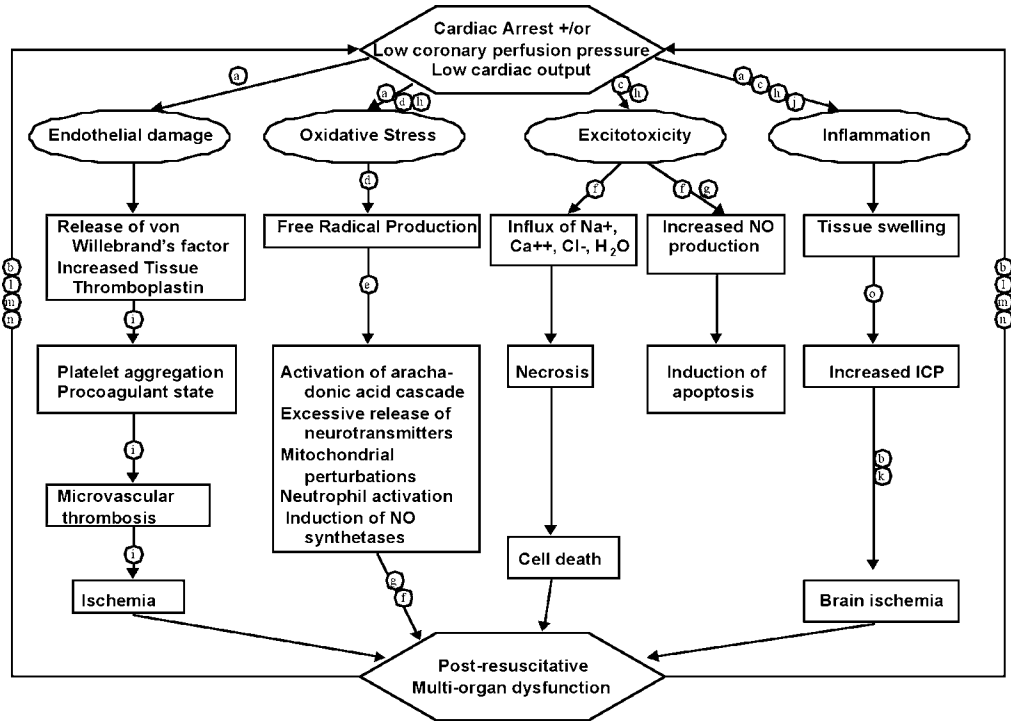 Cardiac Arrest +/or
Low coronary perfusion pressure
Low cardiac output
a
a
d
h
c
h
a
c
h
j
Endothelial damage
Oxidative Stress
Excitotoxicity
Inflammation
d
f
f
g
Release of von
Willebrand's factor
Increased Tissue
Thromboplastin
Free Radical Production
Influx of Na+,
Ca++, Cl-, H2O
Increased NO
production
Tissue swelling
b
l
m
n
i
e
o
b
l
m
n
Platelet aggregation
Procoagulant state
Activation of aracha-
donic acid cascade
Excessive release of
neurotransmitters
Mitochondrial
perturbations
Neutrophil activation
Induction of NO
synthetases
Necrosis
Induction of
apoptosis
Increased ICP
i
b
k
Microvascular
thrombosis
i
Cell death
g
f
Ischemia
Brain ischemia
Post-resuscitative
Multi-organ dysfunction